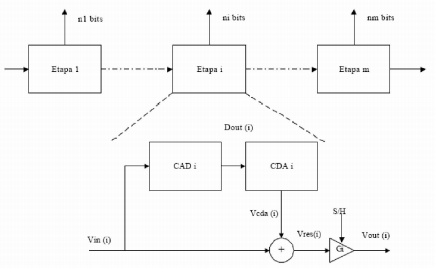 n1 bits
ni bits
nm bits
Etapa 1
Etapa i
Etapa m
Dout (i)
CAD i
CDA i
Vcda (i)
S/H
Vin (i)
+
Vres(i)
Gi
Vout (i)